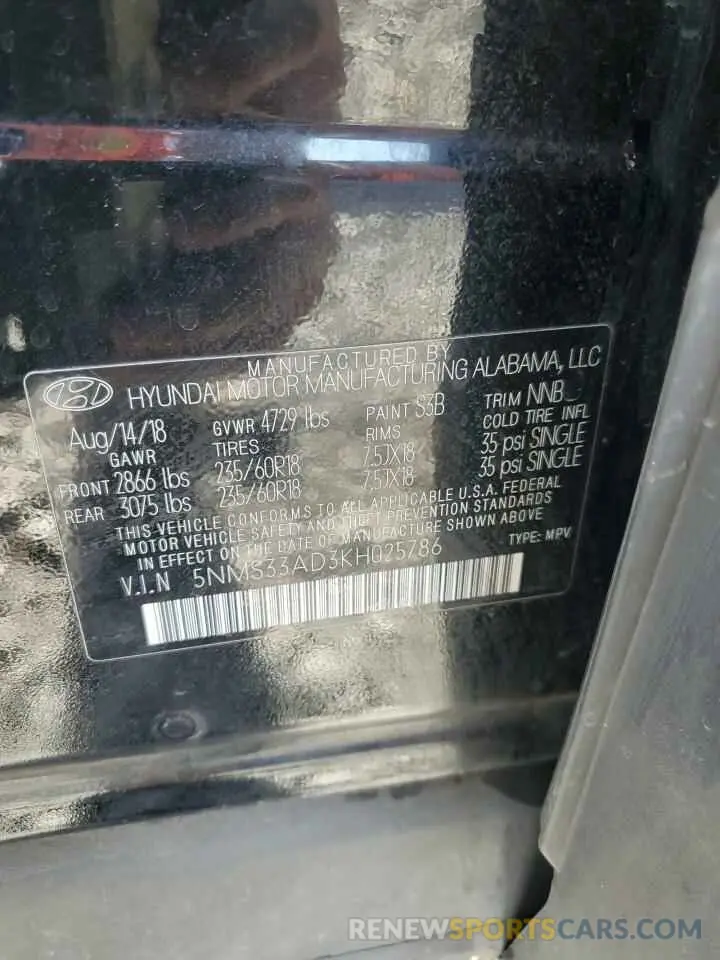 MANUFACTURED BY
HYUNDAI MOTOR MANUFACTURING ALABAMA, LLC
Aug/14/18 GVWR 4729 lbs PAINT S3B TRIM NNB
GAWR TIRES RIMS COLD TIRE INFL
FRONT 2866 lbs 235/60R18 7.5JX18 35 psi SINGLE
REAR 3075 lbs 235/60R18 7.5JX18 35 psi SINGLE
THIS VEHICLE CONFORMS TO ALL APPLICABLE U.S.A. FEDERAL
MOTOR VEHICLE SAFETY AND THEFT PREVENTION STANDARDS
IN EFFECT ON THE DATE OF MANUFACTURE SHOWN ABOVE
V.I.N 5NMS33AD3KH025786 TYPE: MPV
RENEWSPORTSCARS.COM